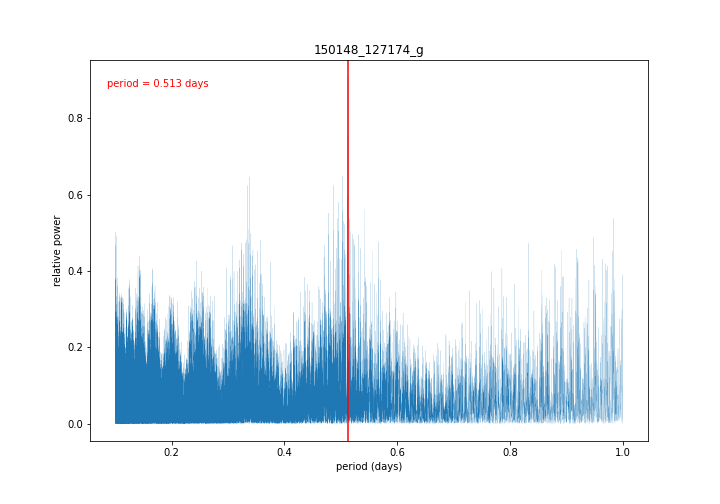 150148_127174_g
period = 0.513 days
relative power
0.8
0.6
0.4
0.2
0.0
0.2 0.4 0.6 0.8 1.0
period (days)